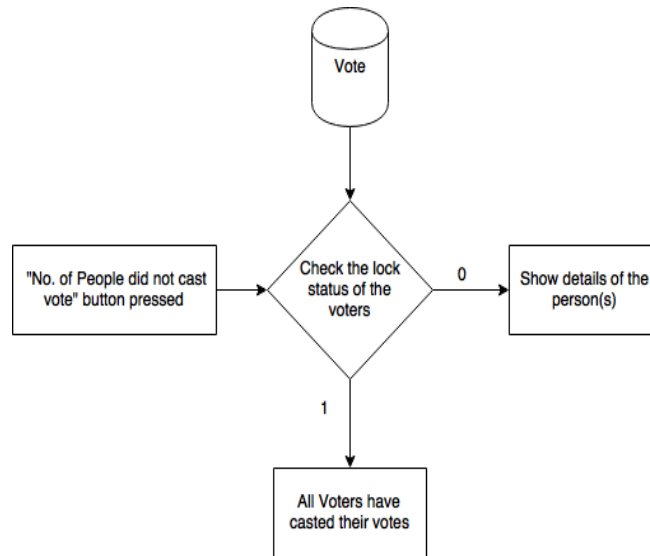 Vote
"No. of People did not cast
vote" button pressed
Check the lock
status of the
voters
0
Show details of the
person(s)
1
All Voters have
casted their votes